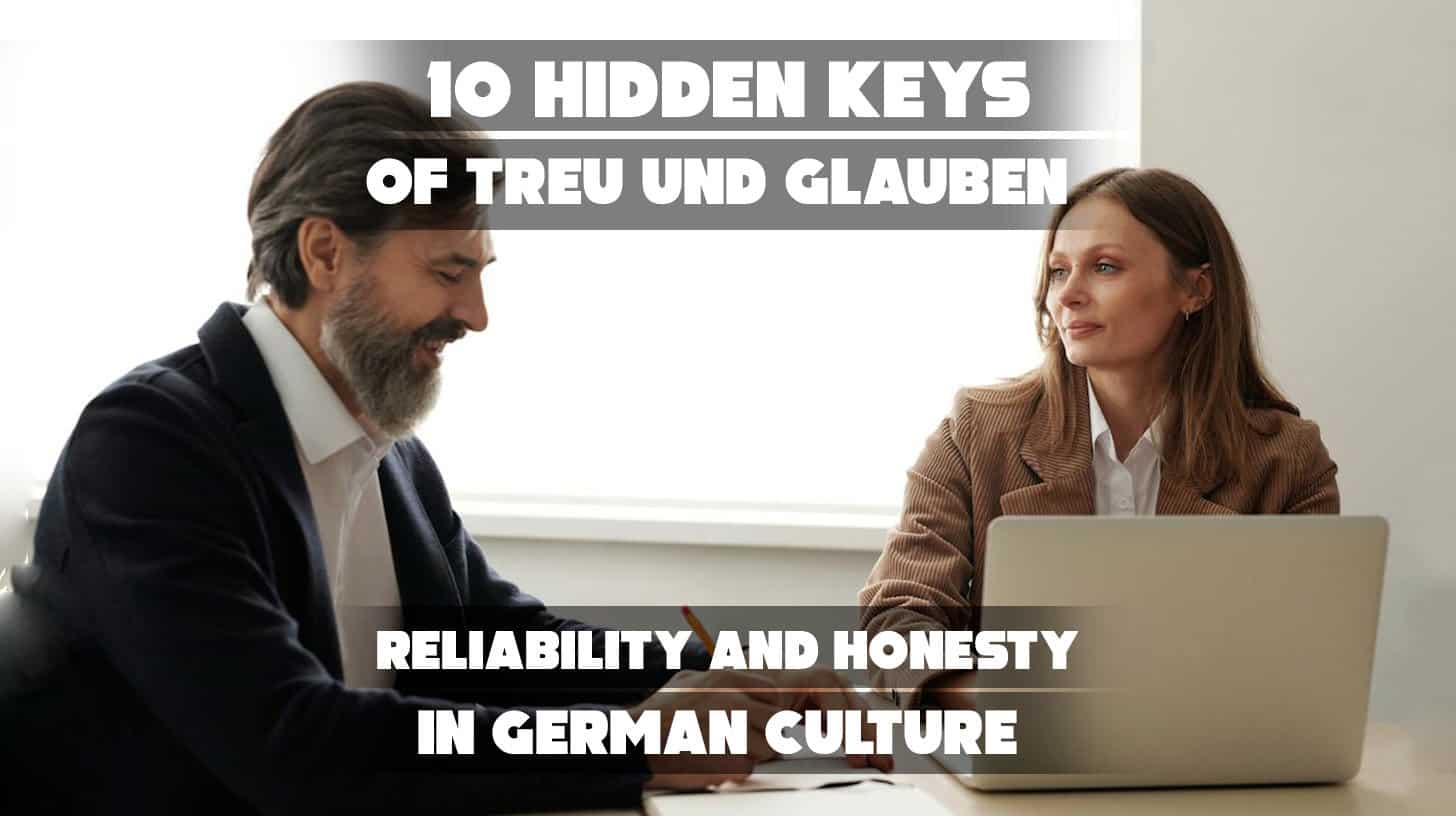 10 HIDDEN KEYS
OF TREU UND GLAUBEN
RELIABILITY AND HONESTY
IN GERMAN CULTURE